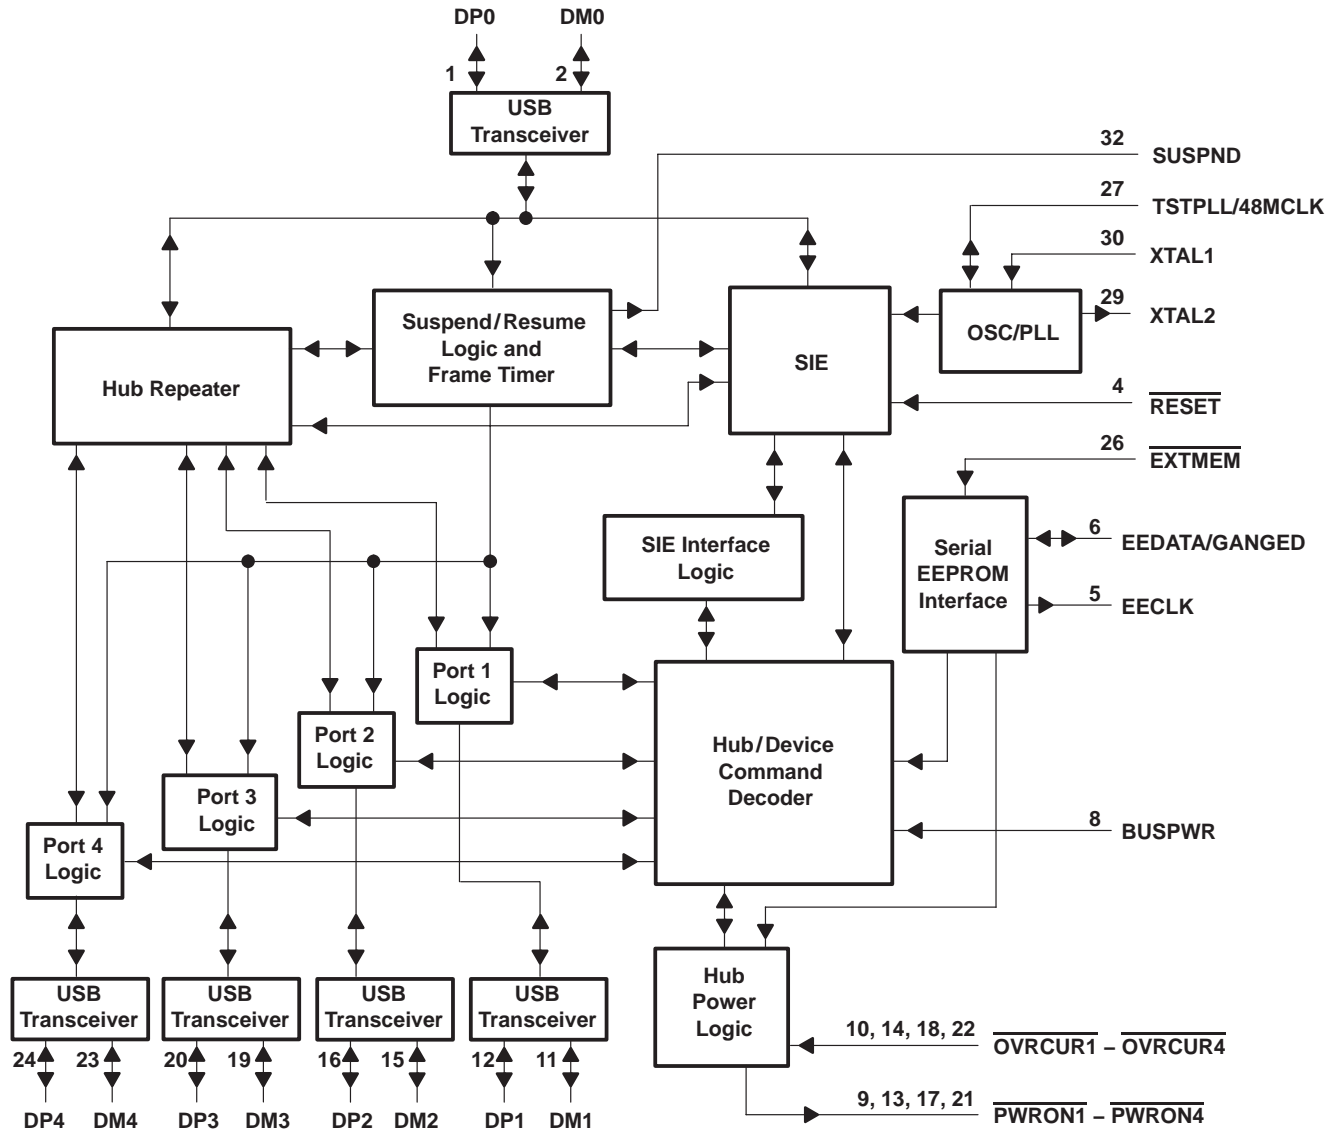 DP0 DM0
1 2
USB
Transceiver
32
SUSPND
27
TSTPLL/48MCLK
30
XTAL1
29
XTAL2
OSC/PLL
Suspend/Resume
Logic and
Frame Timer
SIE
Hub Repeater
4
RESET
26
EXTMEM
6
EEDATA/GANGED
5
EECLK
Serial
EEPROM
Interface
SIE Interface
Logic
Port 1
Logic
Port 2
Logic
Port 3
Logic
Port 4
Logic
Hub/Device
Command
Decoder
8
BUSPWR
Hub
Power
Logic
10, 14, 18, 22
OVRCUR1 – OVRCUR4
9, 13, 17, 21
PWRON1 – PWRON4
USB
Transceiver
USB
Transceiver
USB
Transceiver
USB
Transceiver
24 23 20 19 16 15 12 11
DP4 DM4 DP3 DM3 DP2 DM2 DP1 DM1